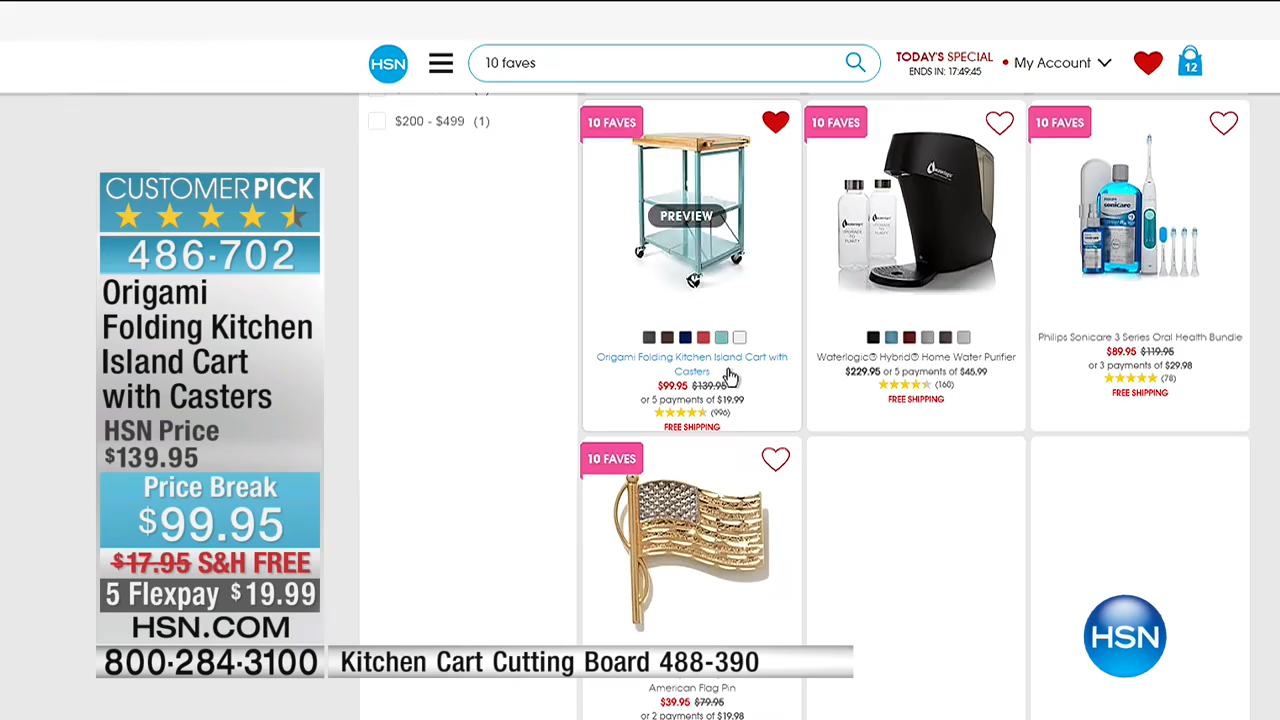 HSN
10 faves
TODAY'S SPECIAL
ENDS IN: 17:49:45
My Account
12
$200 - $499 (1)
CUSTOMER PICK
486-702
Origami
Folding Kitchen
Island Cart
with Casters
HSN Price
$139.95
Price Break
$99.95
$17.95 S&H FREE
5 Flexpay $19.99
HSN.COM
800-284-3100
Kitchen Cart Cutting Board 488-390
10 FAVES
PREVIEW
Origami Folding Kitchen Island Cart with
Casters
$99.95 $139.95
or 5 payments of $19.99
(996)
FREE SHIPPING
10 FAVES
Waterlogic® Hybrid® Home Water Purifier
$229.95 or 5 payments of $45.99
(160)
FREE SHIPPING
10 FAVES
sonicare
Philips Sonicare 3 Series Oral Health Bundle
$89.95 $119.95
or 3 payments of $29.98
(78)
FREE SHIPPING
10 FAVES
American Flag Pin
$39.95 $79.95
or 2 payments of $19.98
HSN